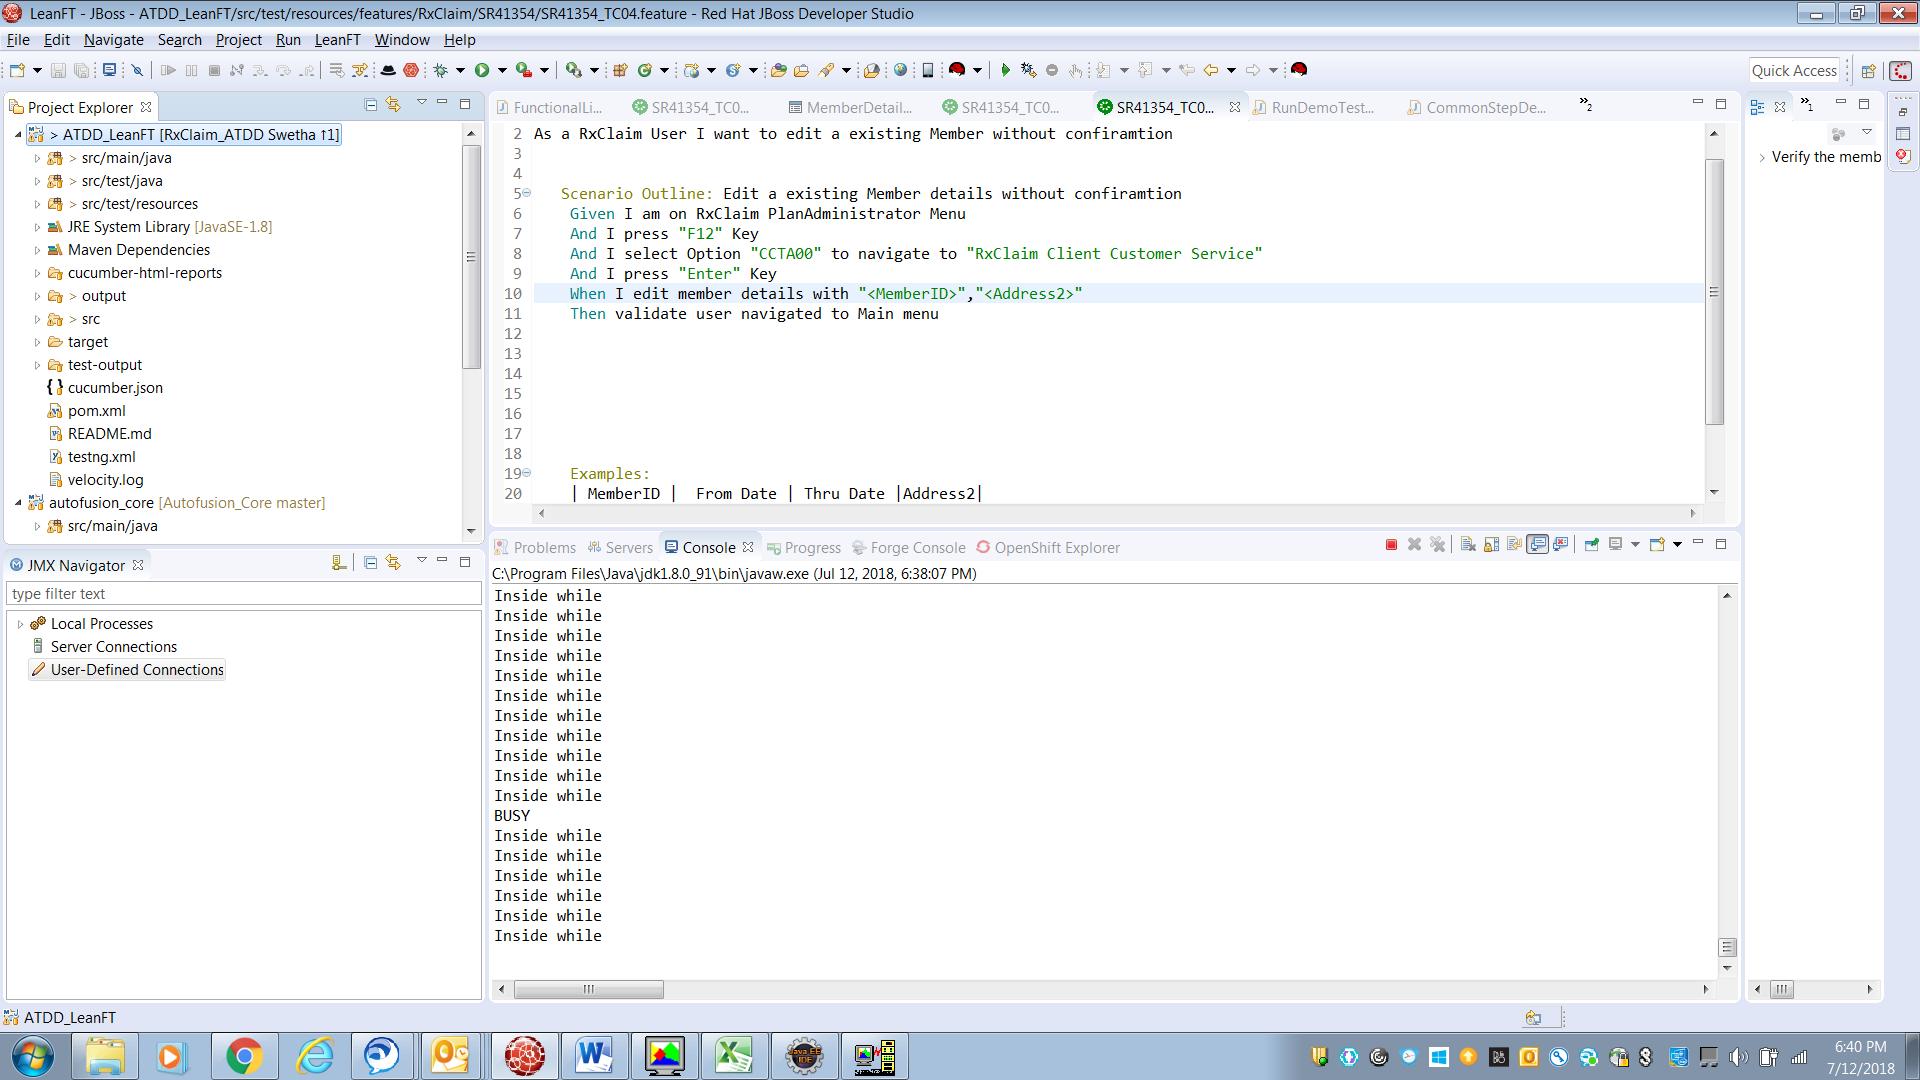 LeanFT - JBoss - ATDD_LeanFT/src/test/resources/features/RxClaim/SR41354/SR41354_TC04.feature - Red Hat JBoss Developer Studio
File Edit Navigate Search Project Run LeanFT Window Help
Quick Access
Project Explorer
> ATDD_LeanFT [RxClaim_ATDD Swetha ↑1]
> src/main/java
> src/test/java
> src/test/resources
JRE System Library [JavaSE-1.8]
Maven Dependencies
cucumber-html-reports
> output
> src
target
test-output
cucumber.json
pom.xml
README.md
testng.xml
velocity.log
autofusion_core [Autofusion_Core master]
src/main/java
JMX Navigator
type filter text
Local Processes
Server Connections
User-Defined Connections
FunctionalLi... SR41354_TC0... MemberDetail... SR41354_TC0... SR41354_TC0... RunDemoTest... CommonStepDe... »2
2 As a RxClaim User I want to edit a existing Member without confiramtion
3
4
5 Scenario Outline: Edit a existing Member details without confiramtion
6 Given I am on RxClaim PlanAdministrator Menu
7 And I press "F12" Key
8 And I select Option "CCTA00" to navigate to "RxClaim Client Customer Service"
9 And I press "Enter" Key
10 When I edit member details with "<MemberID>","<Address2>"
11 Then validate user navigated to Main menu
12
13
14
15
16
17
18
19 Examples:
20 | MemberID | From Date | Thru Date |Address2|
»1
Verify the memb
Problems Servers Console Progress Forge Console OpenShift Explorer
C:\Program Files\Java\jdk1.8.0_91\bin\javaw.exe (Jul 12, 2018, 6:38:07 PM)
Inside while
Inside while
Inside while
Inside while
Inside while
Inside while
Inside while
Inside while
Inside while
Inside while
Inside while
BUSY
Inside while
Inside while
Inside while
Inside while
Inside while
Inside while
ATDD_LeanFT
Java EE
IDE
6:40 PM
7/12/2018